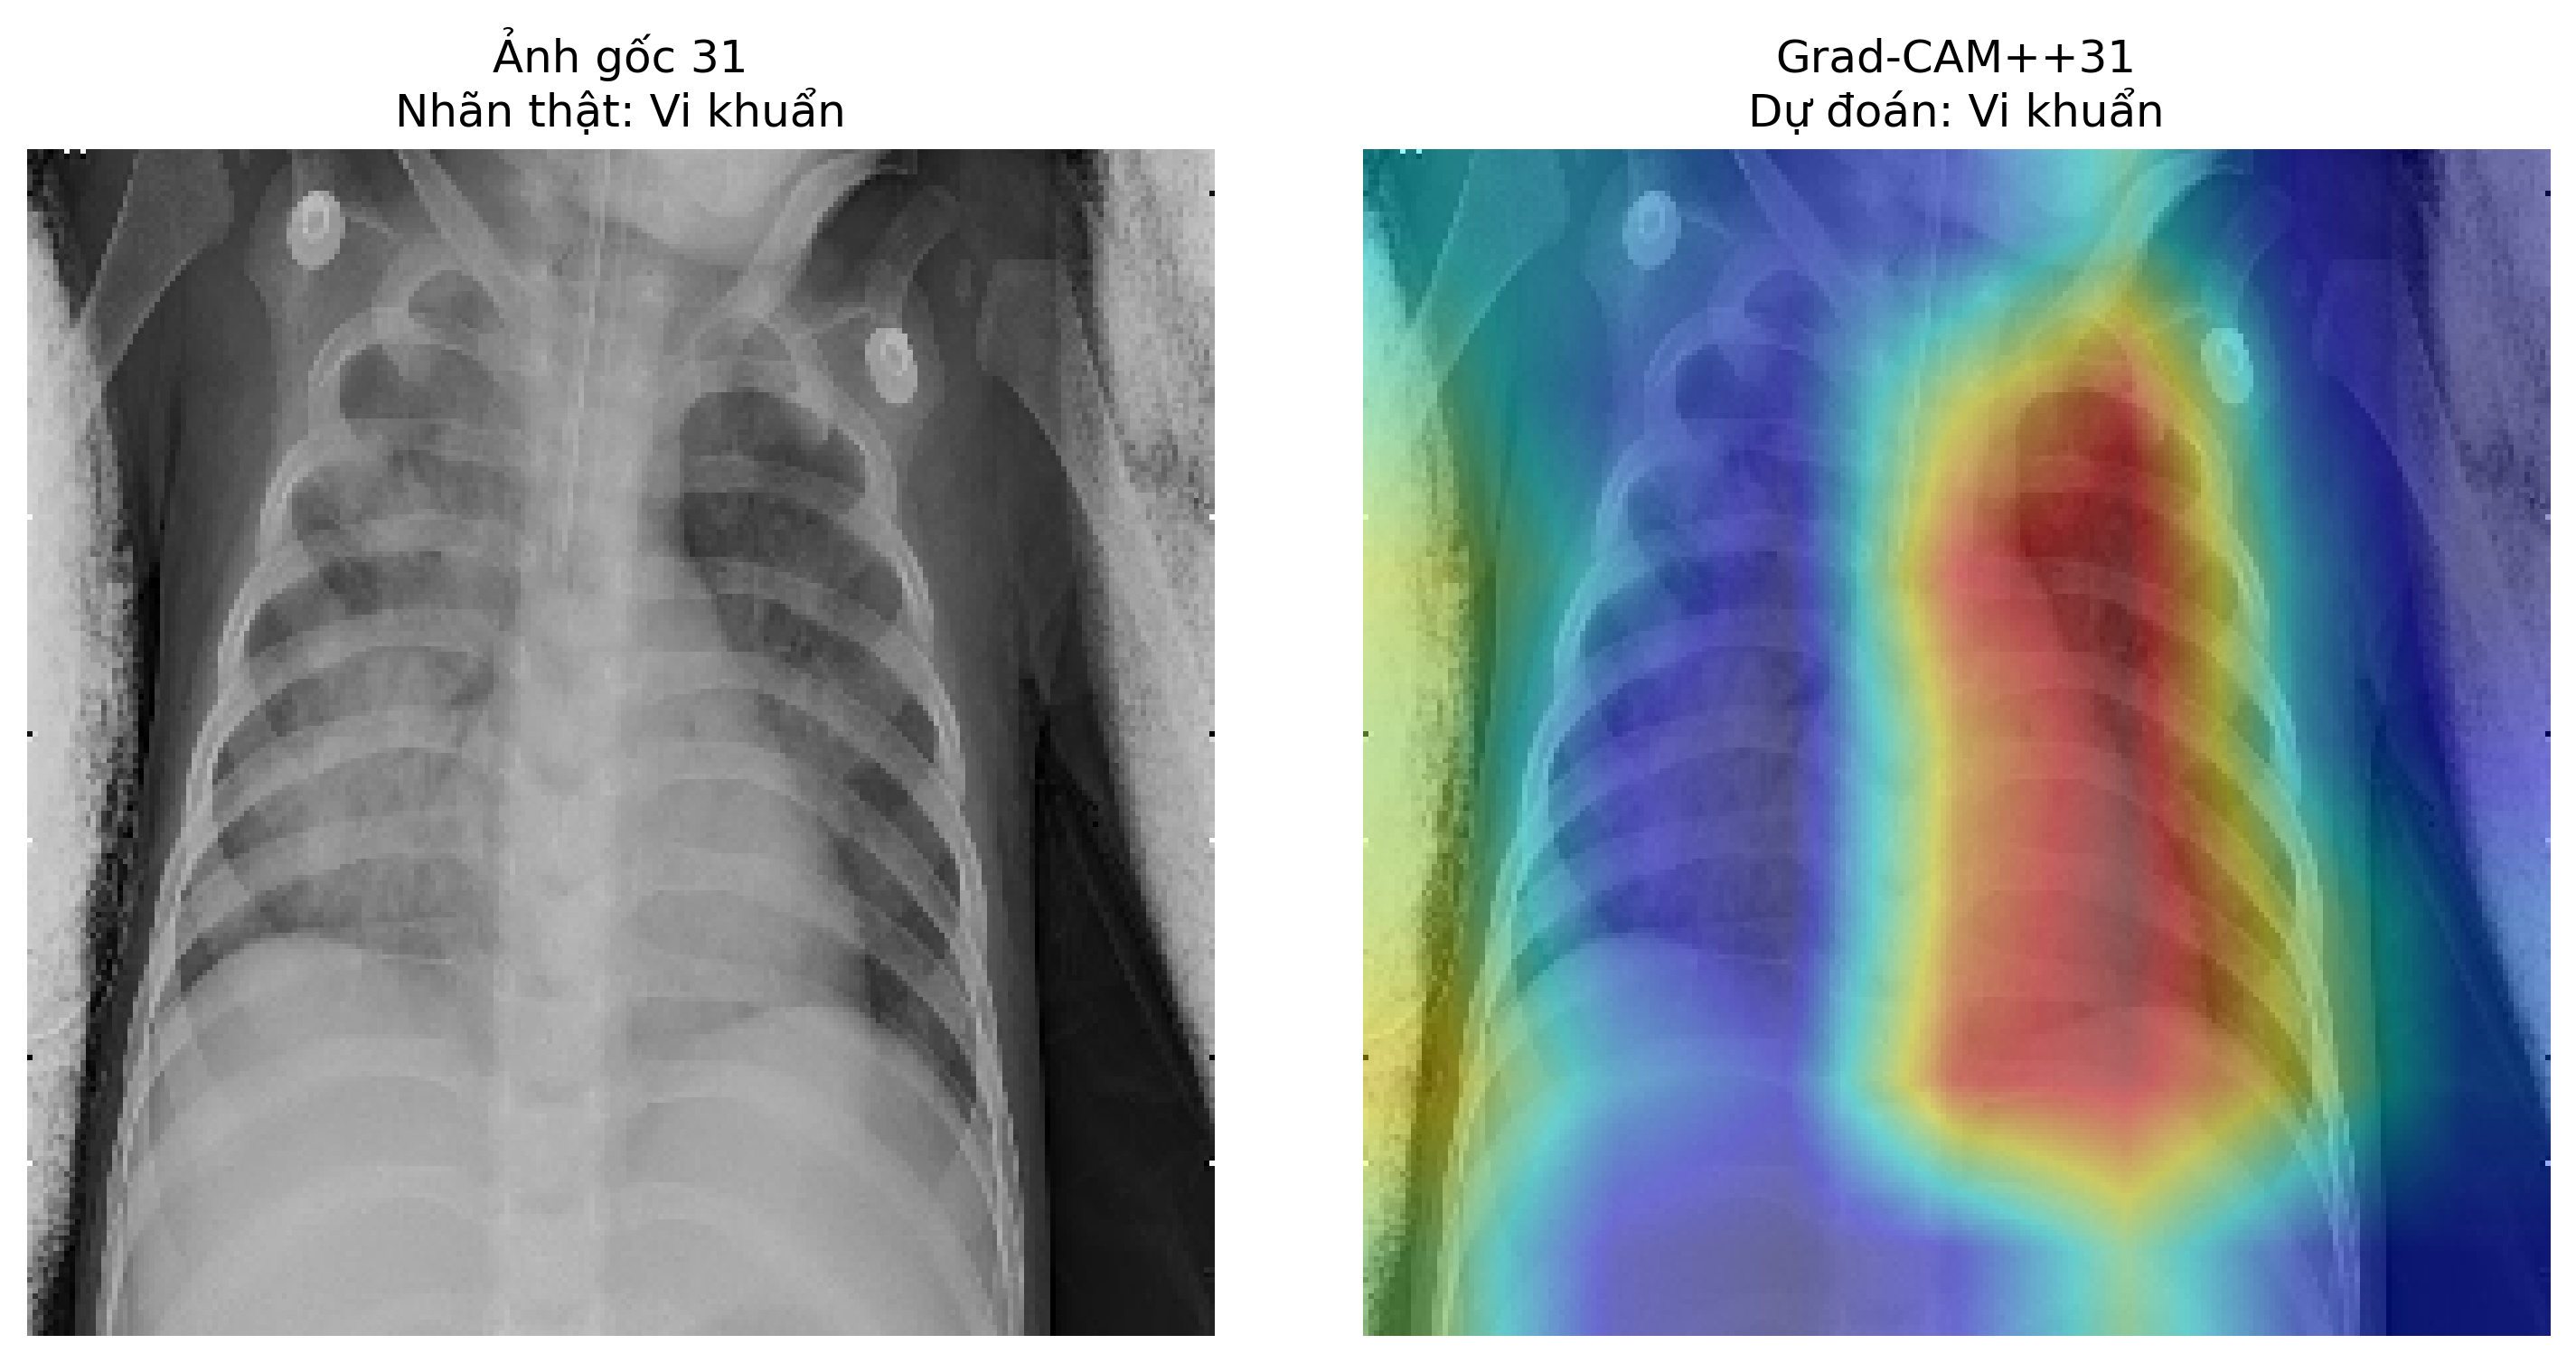 Ảnh gốc 31
Nhãn thật: Vi khuẩn
Grad-CAM++31
Dự đoán: Vi khuẩn